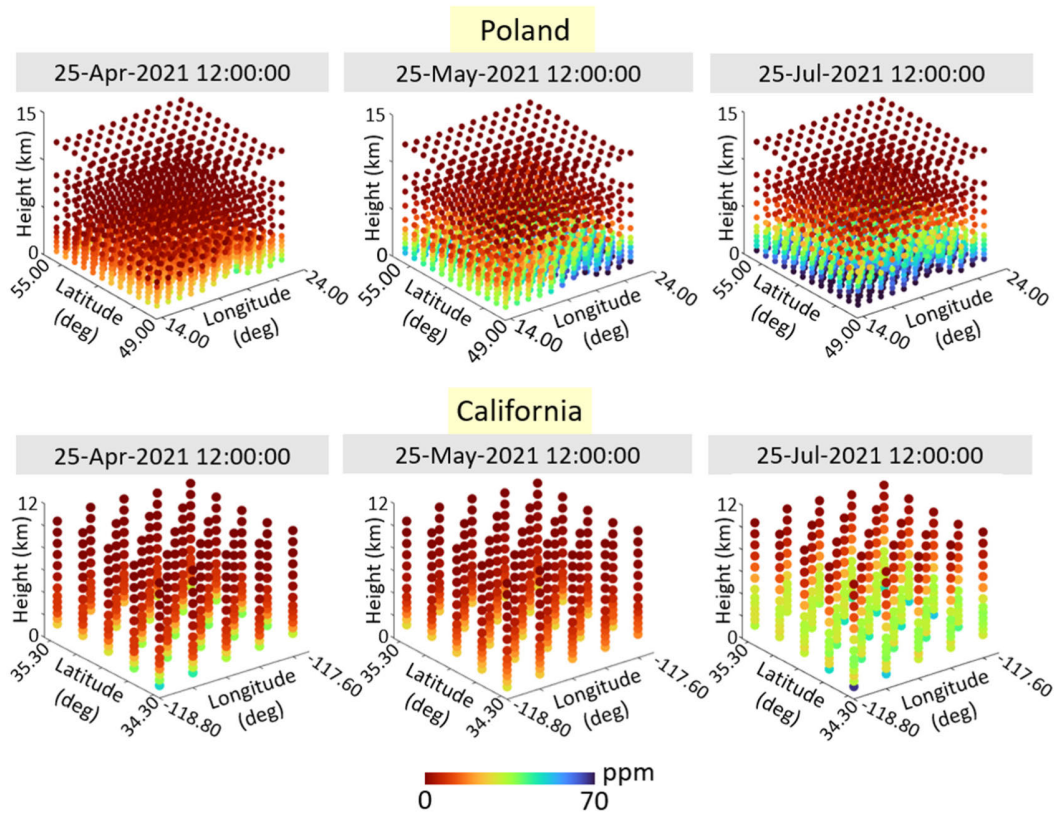 Poland
25-Apr-2021 12:00:00
25-May-2021 12:00:00
25-Jul-2021 12:00:00
15
Height (km)
0
55.00
Latitude
(deg)
49.00
14.00
Longitude
(deg)
24.00
15
Height (km)
0
55.00
Latitude
(deg)
49.00
14.00
Longitude
(deg)
24.00
15
Height (km)
0
55.00
Latitude
(deg)
49.00
14.00
Longitude
(deg)
24.00
California
25-Apr-2021 12:00:00
25-May-2021 12:00:00
25-Jul-2021 12:00:00
12
Height (km)
0
35.30
Latitude
(deg)
34.30
-118.80
Longitude
(deg)
-117.60
12
Height (km)
0
35.30
Latitude
(deg)
34.30
-118.80
Longitude
(deg)
-117.60
12
Height (km)
0
35.30
Latitude
(deg)
34.30
-118.80
Longitude
(deg)
-117.60
ppm
0
70